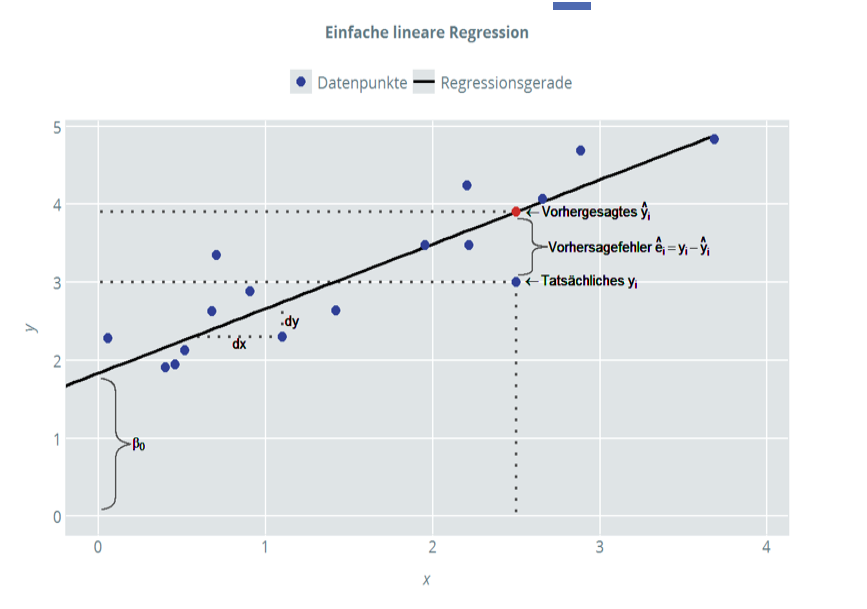 Einfache lineare Regression
Datenpunkte Regressionsgerade
5
4
3
2
1
0
y
Vorhergesagtes ŷᵢ
Vorhersagefehler êᵢ = yᵢ − ŷᵢ
Tatsächliches yᵢ
dy
dx
β₀
0 1 2 3 4
x